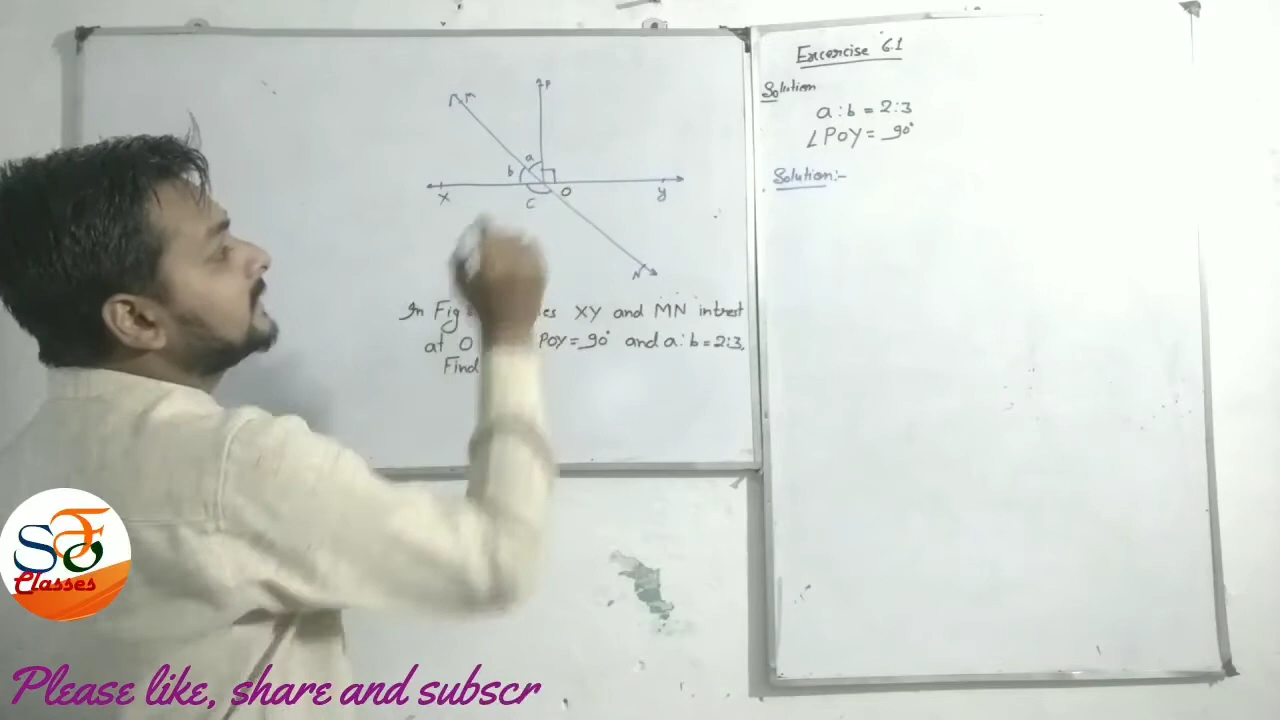 Excercise 6.1
Solution
a:b = 2:3
∠POY = 90°
Solution:-
P
M
a
b
X
C
O
y
N
In Fig XY and MN intrest
at O POY = 90° and a:b = 2:3.
Find
SFC
Classes
Please like, share and subscr